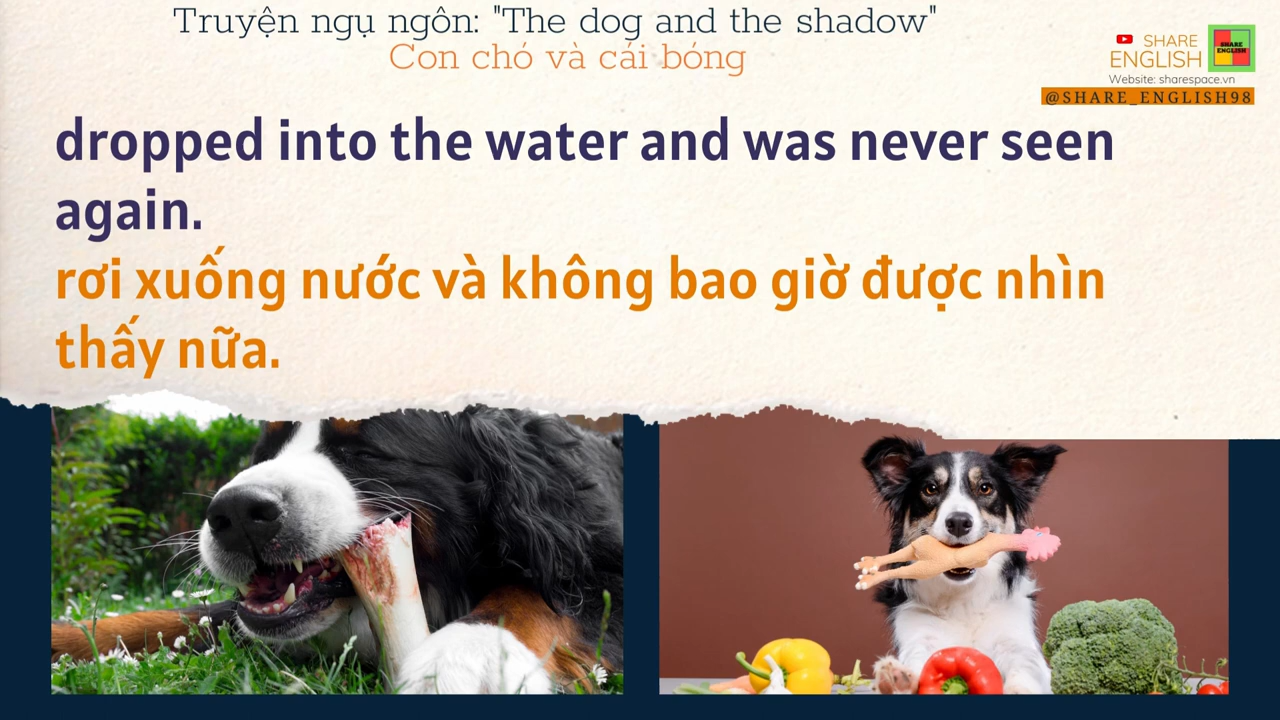 Truyện ngụ ngôn: "The dog and the shadow"
Con chó và cái bóng
SHARE
ENGLISH
SHARE
ENGLISH
Website: sharespace.vn
@SHARE_ENGLISH98
dropped into the water and was never seen
again.
rơi xuống nước và không bao giờ được nhìn
thấy nữa.